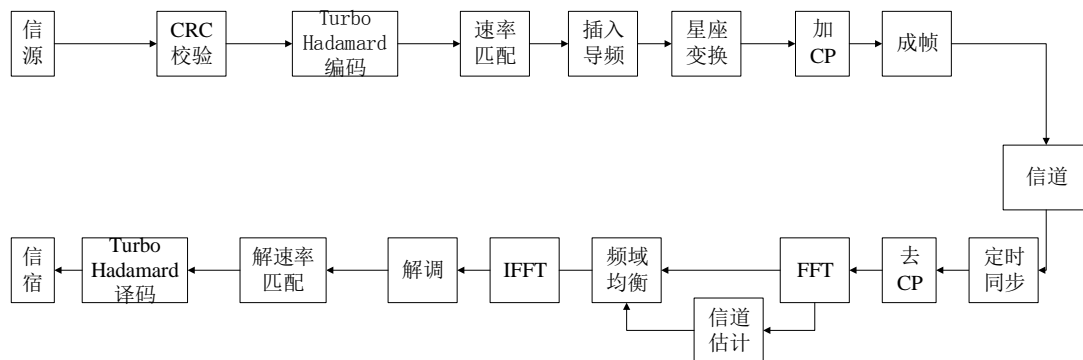 信
源
CRC
校验
Turbo
Hadamard
编码
速率
匹配
插入
导频
星座
变换
加
CP
成帧
信道
信
宿
Turbo
Hadamard
译码
解速率
匹配
解调
IFFT
频域
均衡
FFT
去
CP
定时
同步
信道
估计